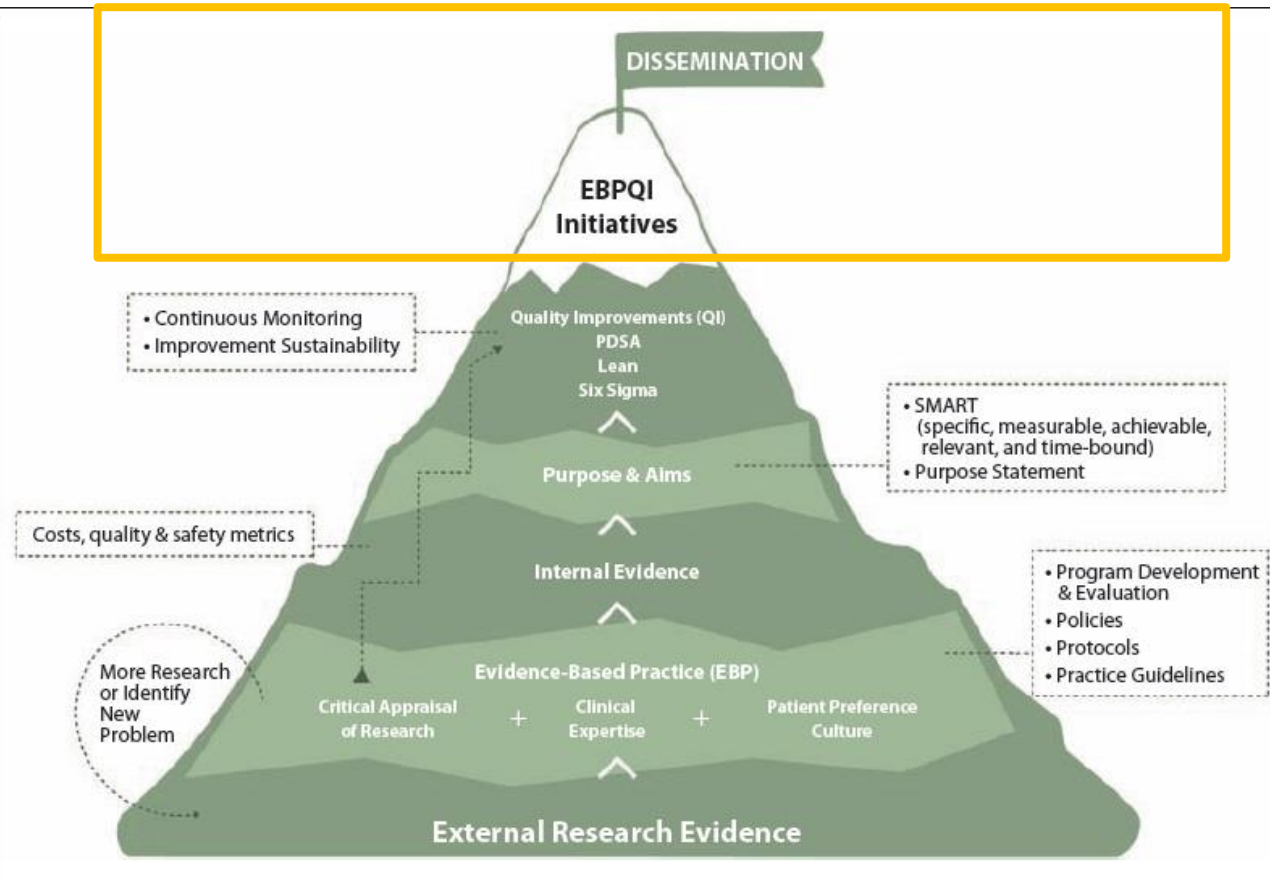 DISSEMINATION
EBPQI
Initiatives
• Continuous Monitoring
• Improvement Sustainability
Quality Improvements (QI)
PDSA
Lean
Six Sigma
• SMART
(specific, measurable, achievable,
relevant, and time-bound)
• Purpose Statement
Purpose & Aims
Costs, quality & safety metrics
Internal Evidence
• Program Development
& Evaluation
• Policies
• Protocols
• Practice Guidelines
More Research
or Identify
New
Problem
Evidence-Based Practice (EBP)
Critical Appraisal
of Research
+
Clinical
Expertise
+
Patient Preference
Culture
External Research Evidence